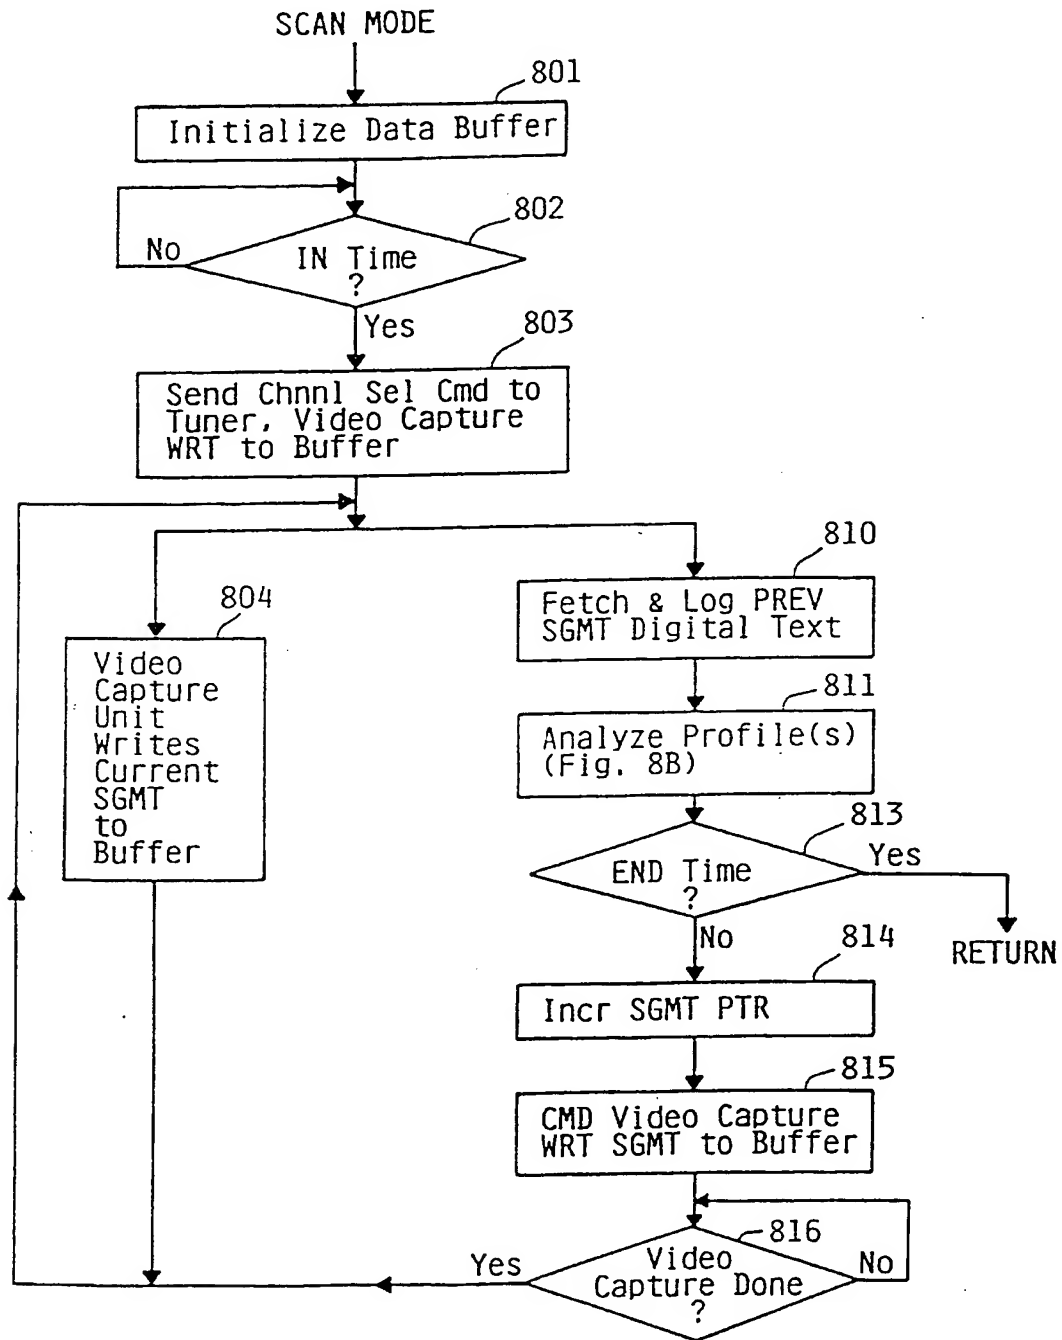 SCAN MODE
801
Initialize Data Buffer
802
No
IN Time
?
Yes
803
Send Chnnl Sel Cmd to
Tuner, Video Capture
WRT to Buffer
810
Fetch & Log PREV
SGMT Digital Text
804
Video
Capture
Unit
Writes
Current
SGMT
to
Buffer
811
Analyze Profile(s)
(Fig. 8B)
813
END Time
?
Yes
No
RETURN
814
Incr SGMT PTR
815
CMD Video Capture
WRT SGMT to Buffer
816
Yes
Video
Capture Done
?
No